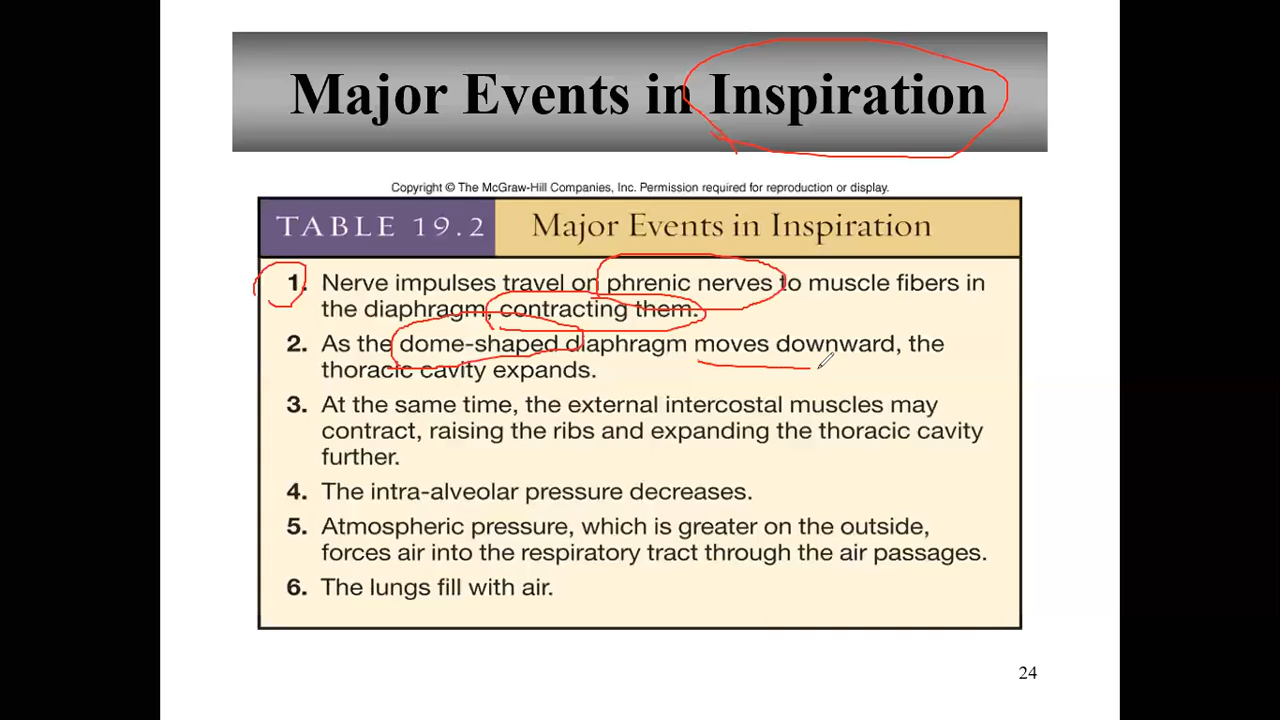 Major Events in Inspiration
Copyright © The McGraw-Hill Companies, Inc. Permission required for reproduction or display.
TABLE 19.2 Major Events in Inspiration
1. Nerve impulses travel on phrenic nerves to muscle fibers in
the diaphragm, contracting them.
2. As the dome-shaped diaphragm moves downward, the
thoracic cavity expands.
3. At the same time, the external intercostal muscles may
contract, raising the ribs and expanding the thoracic cavity
further.
4. The intra-alveolar pressure decreases.
5. Atmospheric pressure, which is greater on the outside,
forces air into the respiratory tract through the air passages.
6. The lungs fill with air.
24